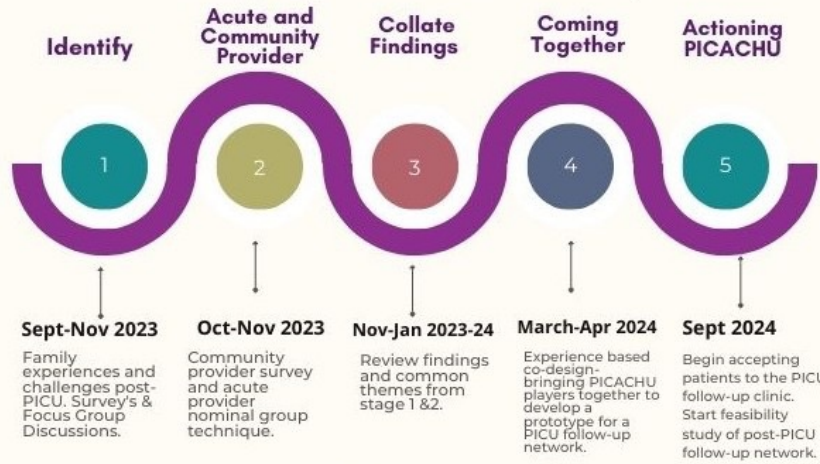 Identify
Acute and
Community
Provider
Collate
Findings
Coming
Together
Actioning
PICACHU
1
2
3
4
5
Sept-Nov 2023
Family
experiences and
challenges post-
PICU. Survey's &
Focus Group
Discussions.
Oct-Nov 2023
Community
provider survey
and acute
provider
nominal group
technique.
Nov-Jan 2023-24
Review findings
and common
themes from
stage 1 &2.
March-Apr 2024
Experience based
co-design-
bringing PICACHU
players together to
develop a
prototype for a
PICU follow-up
network.
Sept 2024
Begin accepting
patients to the PICU
follow-up clinic.
Start feasibility
study of post-PICU
follow-up network.